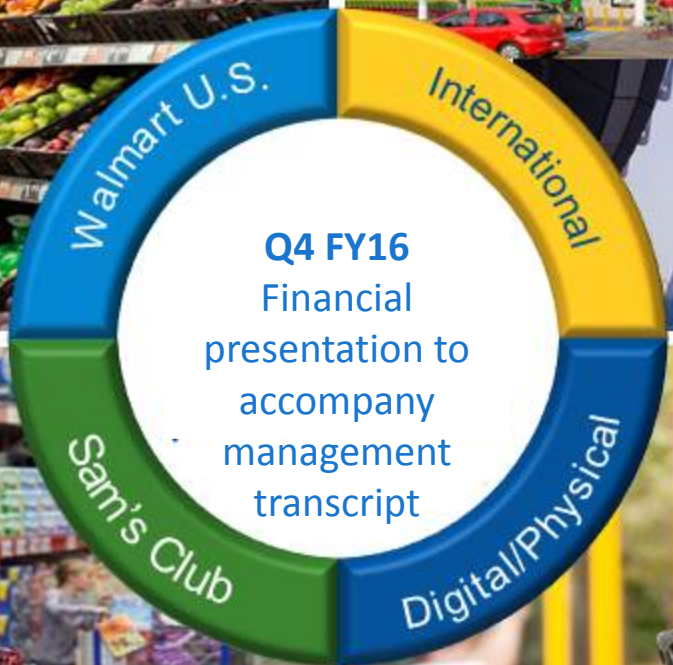 Walmart U.S.
International
Q4 FY16
Financial
presentation to
accompany
management
transcript
Sam's Club
Digital/Physical